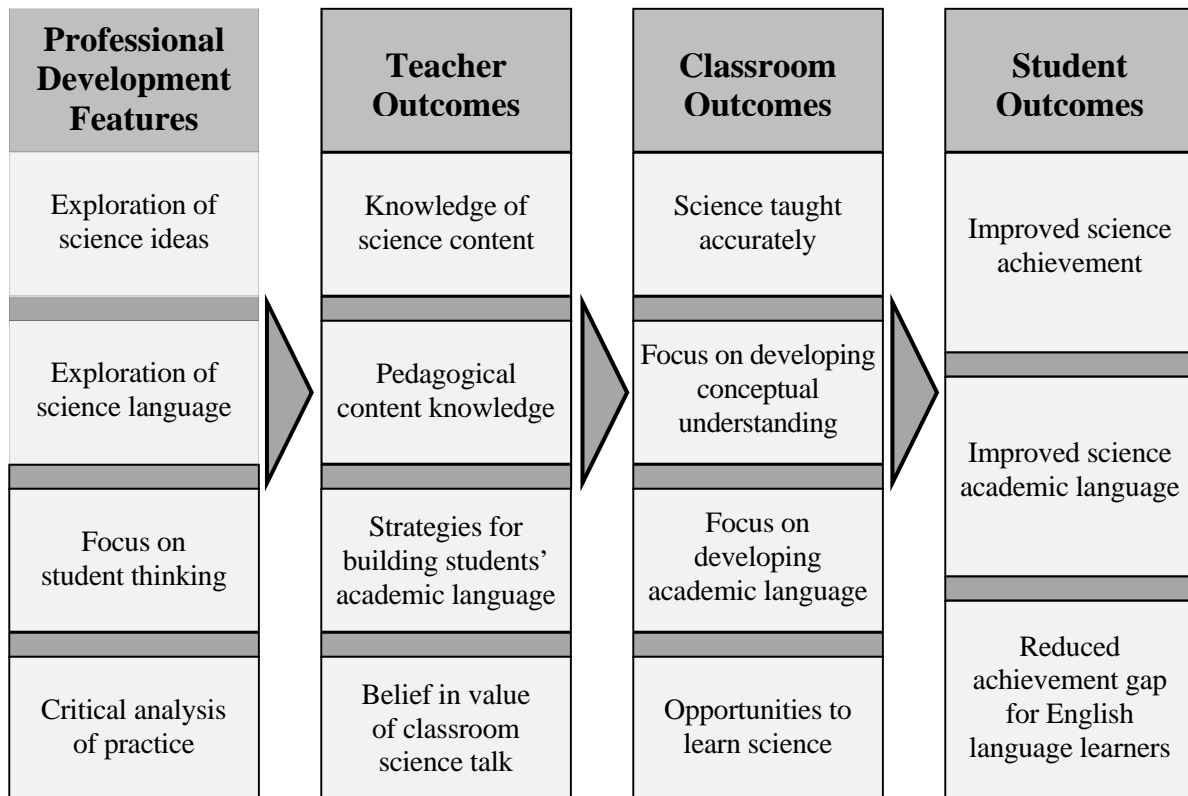 Professional
Development
Features
Exploration of
science ideas
Exploration of
science language
Focus on
student thinking
Critical analysis
of practice
Teacher
Outcomes
Knowledge of
science content
Pedagogical
content knowledge
Strategies for
building students’
academic language
Belief in value
of classroom
science talk
Classroom
Outcomes
Science taught
accurately
Focus on developing
conceptual
understanding
Focus on
developing
academic language
Opportunities to
learn science
Student
Outcomes
Improved science
achievement
Improved science
academic language
Reduced
achievement gap
for English
language learners